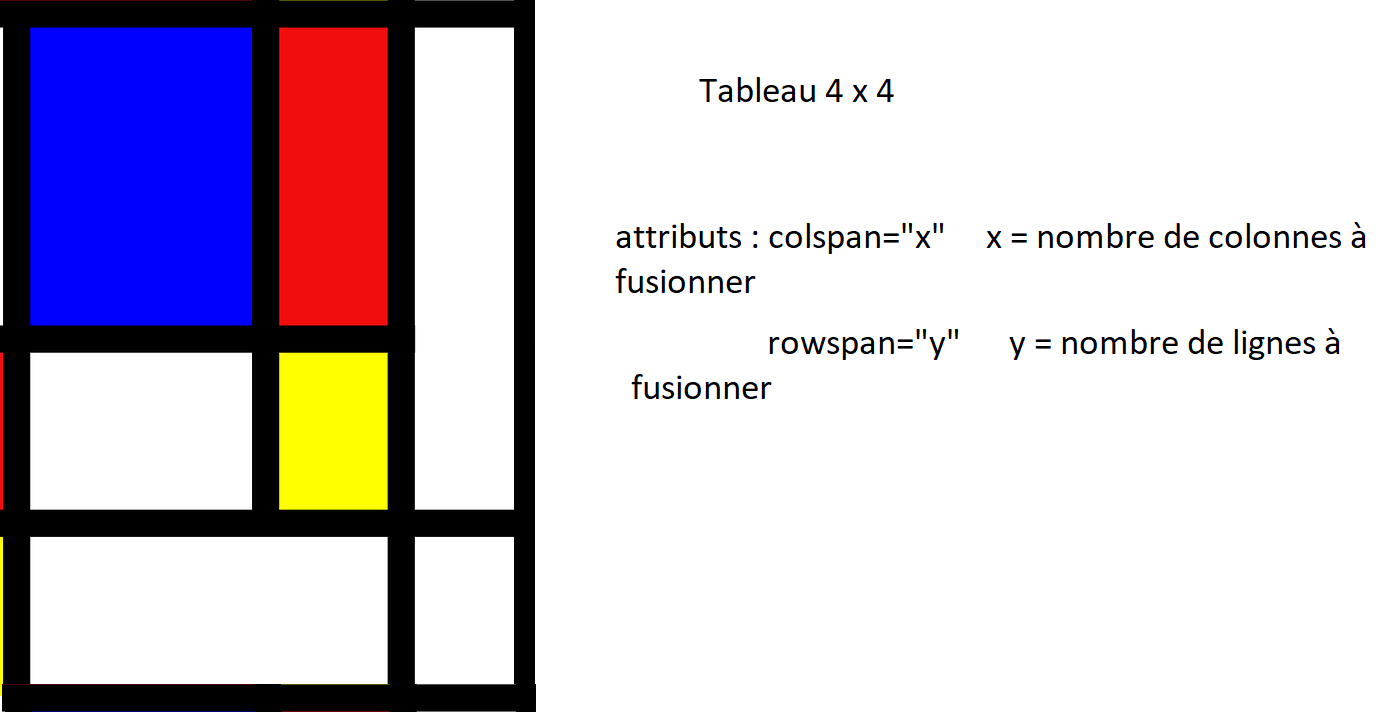 Tableau 4 x 4
attributs : colspan="x" x = nombre de colonnes à
fusionner
rowspan="y" y = nombre de lignes à
fusionner